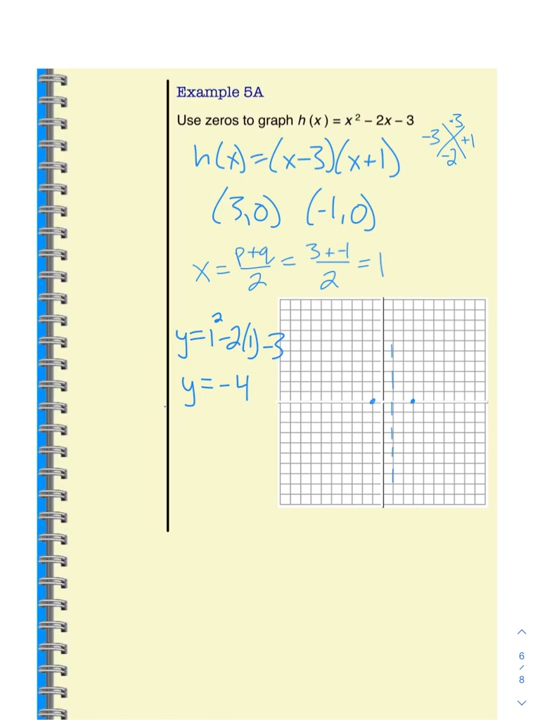 Example 5A
Use zeros to graph h (x) = x² – 2x – 3
-3
-3 +1
-2
h(x)=(x-3)(x+1)
(3,0) (-1,0)
x = p+q/2 = 3+-1/2 = 1
y=1²-2(1)-3
y=-4
6
/
8